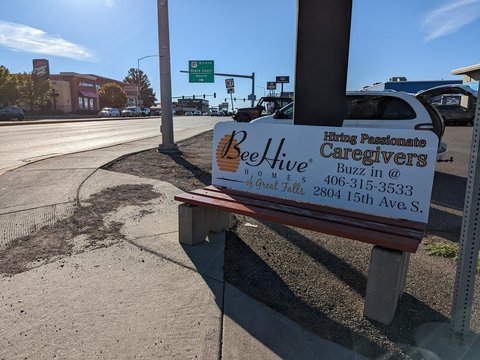 BeeHive®
HOMES
of Great Falls
Hiring Passionate
Caregivers
Buzz in @
406-315-3533
2804 15th Ave S.